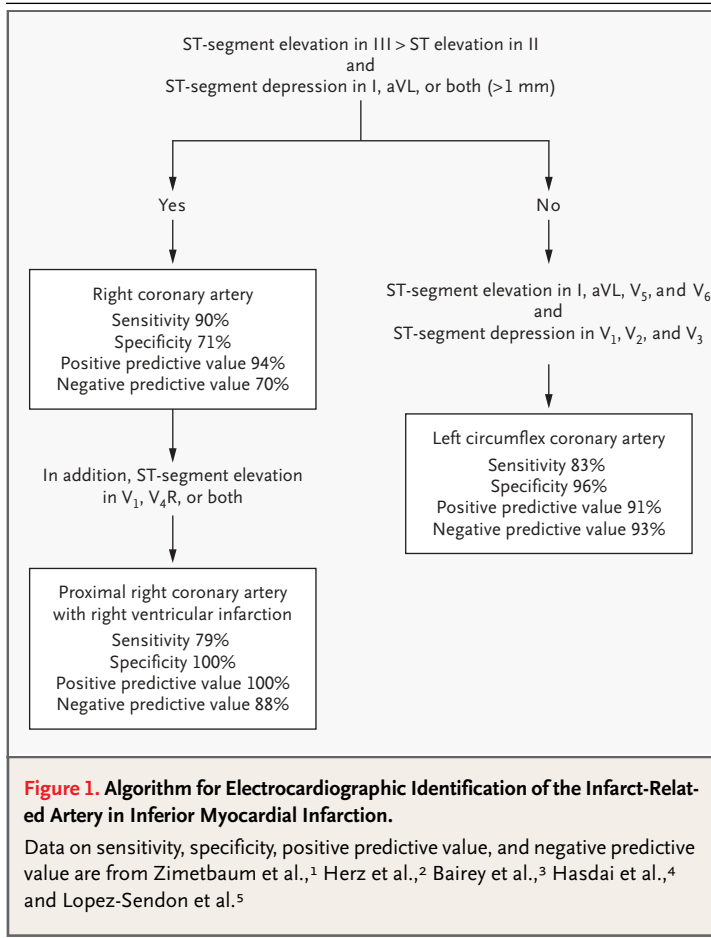 ST-segment elevation in III > ST elevation in II
and
ST-segment depression in I, aVL, or both (>1 mm)
Yes
No
Right coronary artery
Sensitivity 90%
Specificity 71%
Positive predictive value 94%
Negative predictive value 70%
ST-segment elevation in I, aVL, V₅, and V₆
and
ST-segment depression in V₁, V₂, and V₃
In addition, ST-segment elevation
in V₁, V₄R, or both
Left circumflex coronary artery
Sensitivity 83%
Specificity 96%
Positive predictive value 91%
Negative predictive value 93%
Proximal right coronary artery
with right ventricular infarction
Sensitivity 79%
Specificity 100%
Positive predictive value 100%
Negative predictive value 88%
Figure 1. Algorithm for Electrocardiographic Identification of the Infarct-Relat-
ed Artery in Inferior Myocardial Infarction.
Data on sensitivity, specificity, positive predictive value, and negative predictive
value are from Zimetbaum et al.,¹ Herz et al.,² Bairey et al.,³ Hasdai et al.,⁴
and Lopez-Sendon et al.⁵